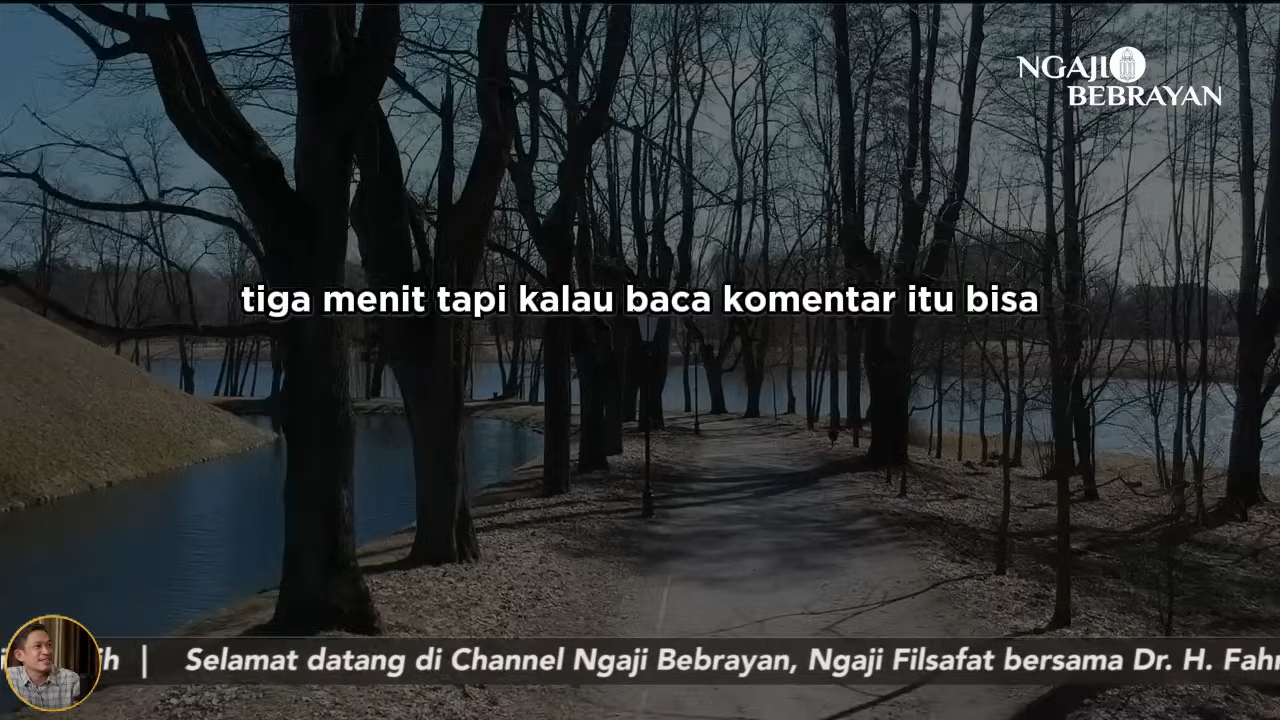 NGAJI
BEBRAYAN
tiga menit tapi kalau baca komentar itu bisa
| Selamat datang di Channel Ngaji Bebrayan, Ngaji Filsafat bersama Dr. H. Fahr